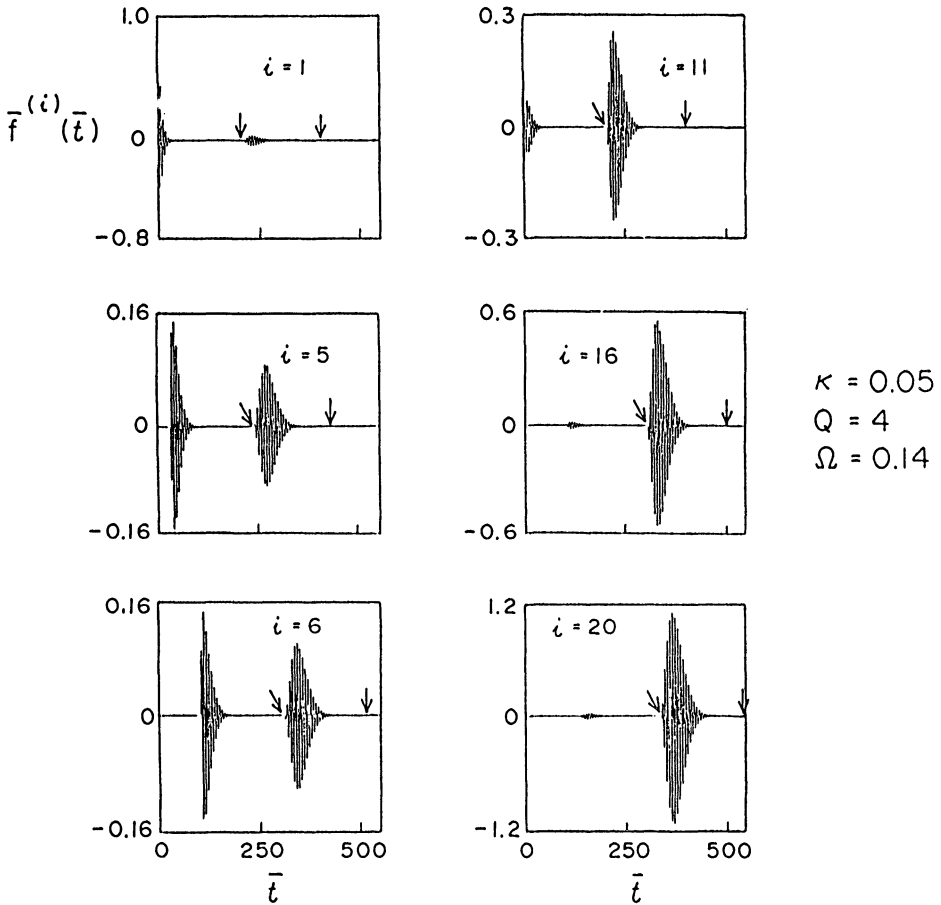 f̄^(i)(t̄)
1.0
0
−0.8
i = 1
0.3
0
−0.3
i = 11
0.16
0
−0.16
i = 5
0.6
0
−0.6
i = 16
κ = 0.05
Q = 4
Ω = 0.14
0.16
0
−0.16
i = 6
0 250 500
t̄
1.2
0
−1.2
i = 20
0 250 500
t̄